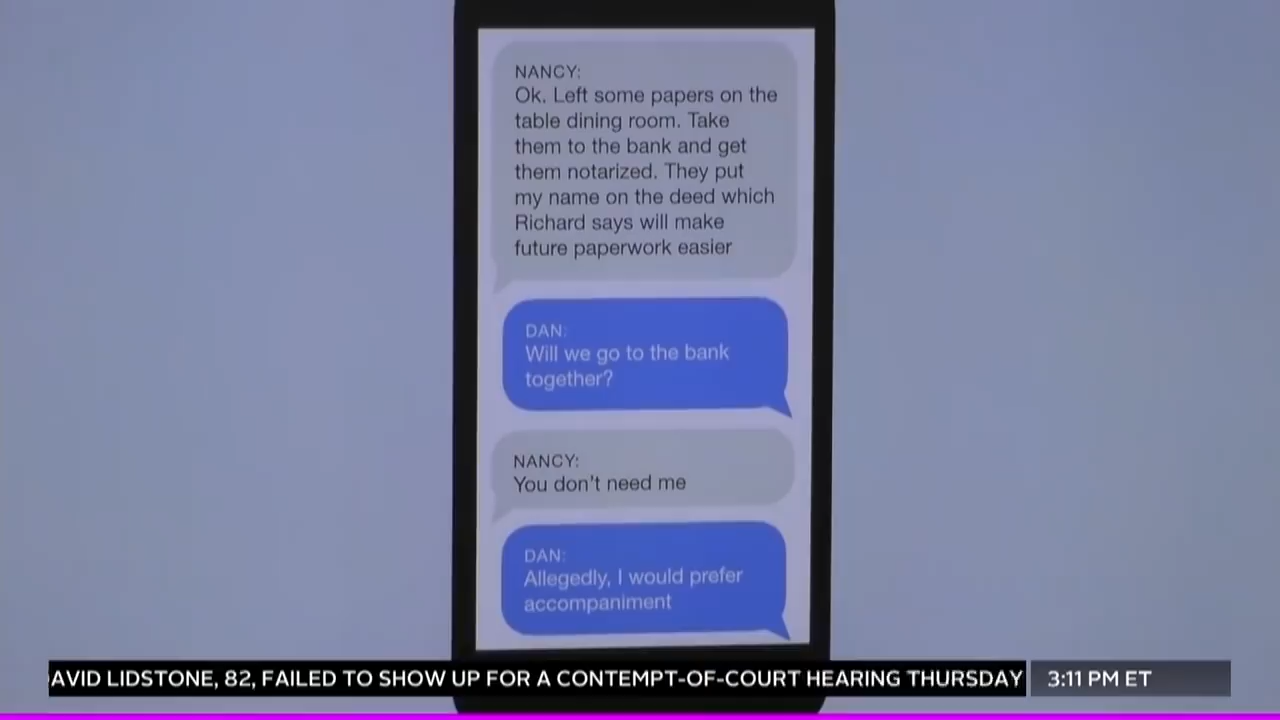 NANCY:
Ok. Left some papers on the
table dining room. Take
them to the bank and get
them notarized. They put
my name on the deed which
Richard says will make
future paperwork easier
DAN:
Will we go to the bank
together?
NANCY:
You don't need me
DAN:
Allegedly, I would prefer
accompaniment
AVID LIDSTONE, 82, FAILED TO SHOW UP FOR A CONTEMPT-OF-COURT HEARING THURSDAY
3:11 PM ET